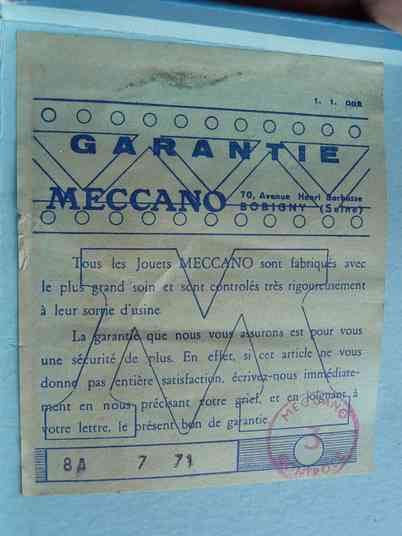 1. 1. 008
GARANTIE
MECCANO
70, Avenue Henri Barbusse
BOBIGNY (Seine)
Tous les Jouets MECCANO sont fabriqués avec
le plus grand soin et sont contrôlés très rigoureusement
à leur sortie d'usine.
La garantie que nous vous assurons est pour vous
une sécurité de plus. En effet, si cet article ne vous
donne pas entière satisfaction, écrivez-nous immédiate-
ment en nous précisant votre grief, et en joignant à
votre lettre, le présent bon de garantie.
8A 7 71
MECCANO
3